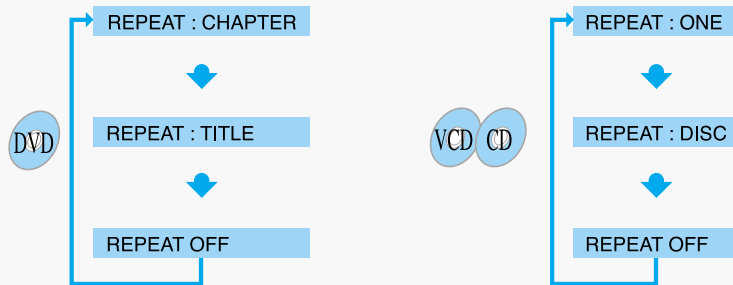 REPEAT : CHAPTER
DVD
REPEAT : TITLE
REPEAT OFF
REPEAT : ONE
VCD
CD
REPEAT : DISC
REPEAT OFF